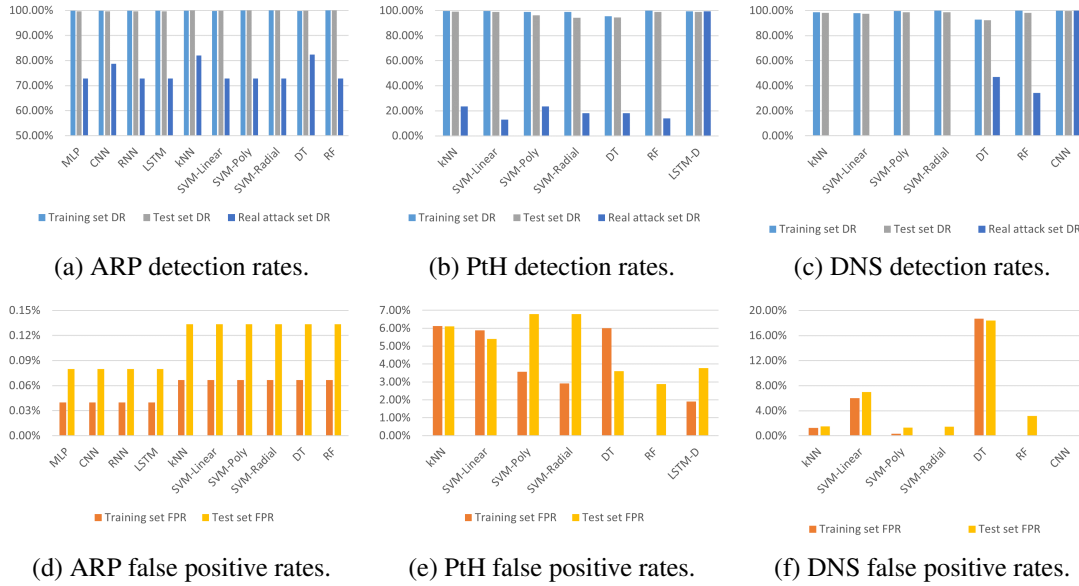 100.00%
90.00%
80.00%
70.00%
60.00%
50.00%
MLP
CNN
RNN
LSTM
kNN
SVM-Linear
SVM-Poly
SVM-Radial
DT
RF
Training set DR Test set DR Real attack set DR
(a) ARP detection rates.
100.00%
80.00%
60.00%
40.00%
20.00%
0.00%
kNN
SVM-Linear
SVM-Poly
SVM-Radial
DT
RF
LSTM-D
Training set DR Test set DR Real attack set DR
(b) PtH detection rates.
100.00%
80.00%
60.00%
40.00%
20.00%
0.00%
kNN
SVM-Linear
SVM-Poly
SVM-Radial
DT
RF
CNN
Training set DR Test set DR Real attack set DR
(c) DNS detection rates.
0.15%
0.12%
0.09%
0.06%
0.03%
0.00%
MLP
CNN
RNN
LSTM
kNN
SVM-Linear
SVM-Poly
SVM-Radial
DT
RF
Training set FPR Test set FPR
(d) ARP false positive rates.
7.00%
6.00%
5.00%
4.00%
3.00%
2.00%
1.00%
0.00%
kNN
SVM-Linear
SVM-Poly
SVM-Radial
DT
RF
LSTM-D
Training set FPR Test set FPR
(e) PtH false positive rates.
20.00%
16.00%
12.00%
8.00%
4.00%
0.00%
kNN
SVM-Linear
SVM-Poly
SVM-Radial
DT
RF
CNN
Training set FPR Test set FPR
(f) DNS false positive rates.